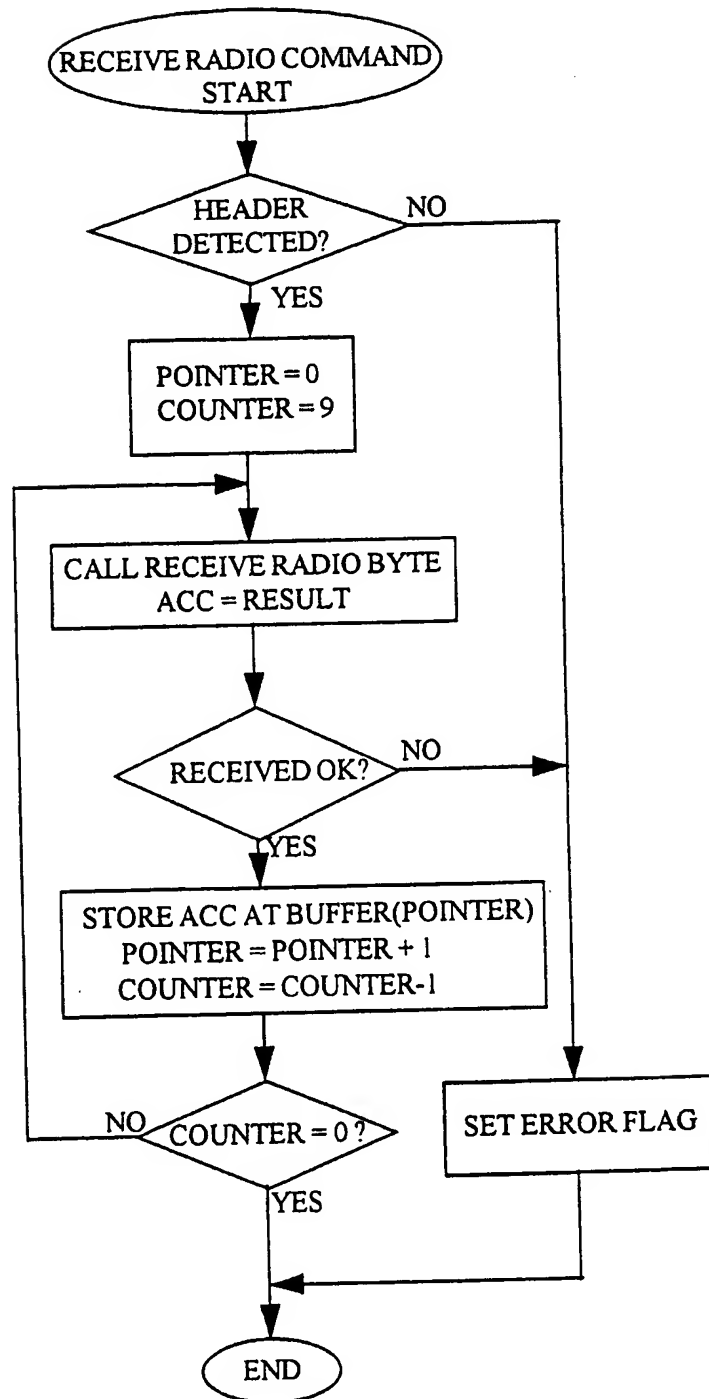 RECEIVE RADIO COMMAND
START
HEADER
DETECTED?
NO
YES
POINTER = 0
COUNTER = 9
CALL RECEIVE RADIO BYTE
ACC = RESULT
RECEIVED OK?
NO
YES
STORE ACC AT BUFFER(POINTER)
POINTER = POINTER + 1
COUNTER = COUNTER-1
NO
COUNTER = 0 ?
YES
SET ERROR FLAG
END